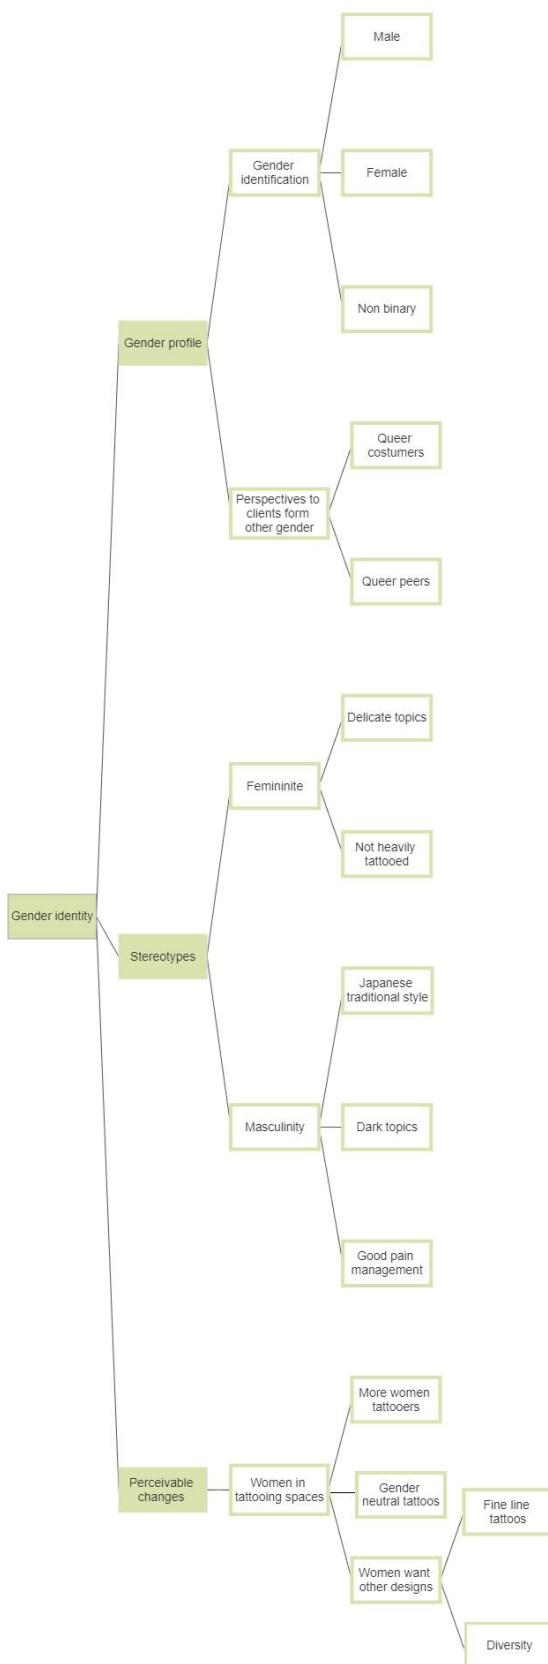 Male
Gender
identification
Female
Non binary
Gender profile
Queer
costumers
Perspectives to
clients form
other gender
Queer peers
Delicate topics
Femininite
Not heavily
tattooed
Gender identity
Stereotypes
Japanese
traditional style
Masculinity
Dark topics
Good pain
management
More women
tattooers
Perceivable
changes
Women in
tattooing spaces
Gender
neutral tattoos
Fine line
tattoos
Women want
other designs
Diversity